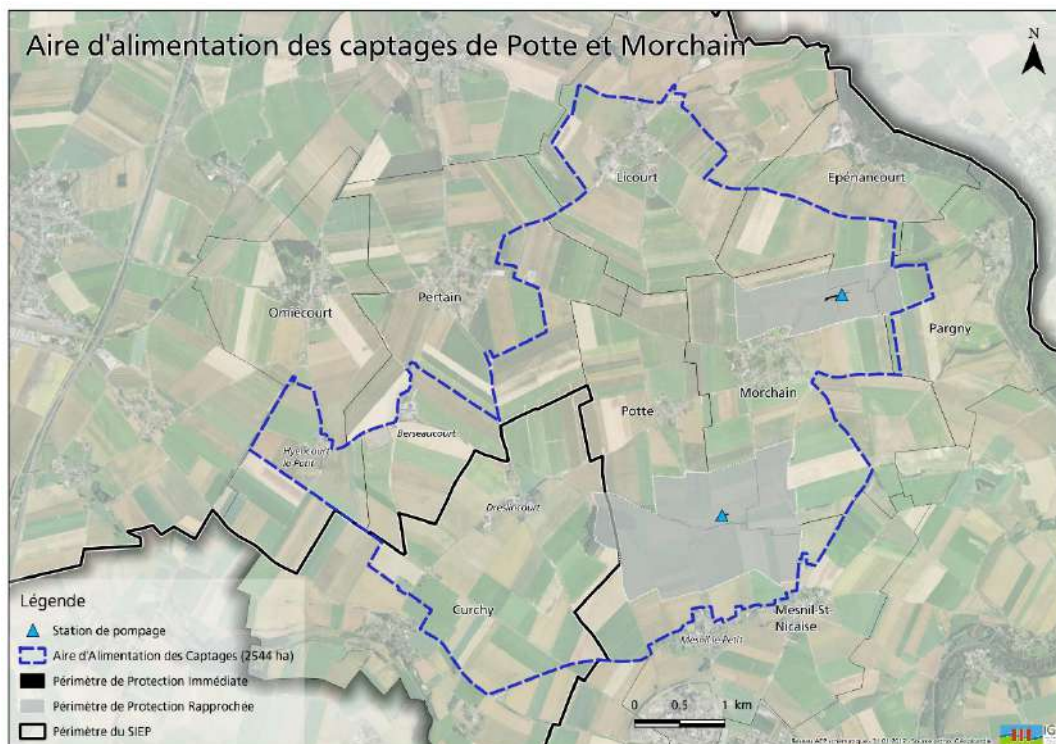 Aire d'alimentation des captages de Potte et Morchain
N
Licourt
Epénancourt
Pertain
Omiécourt
Pargny
Morchain
Potte
Berseaucourt
Hyencourt
le Petit
Dreslincourt
Curchy
Mesnil-St-
Nicaise
Mesnil-le-Petit
Légende
Station de pompage
Aire d'Alimentation des Captages (2544 ha)
Périmètre de Protection Immédiate
Périmètre de Protection Rapprochée
Périmètre du SIEP
0 0.5 1 km